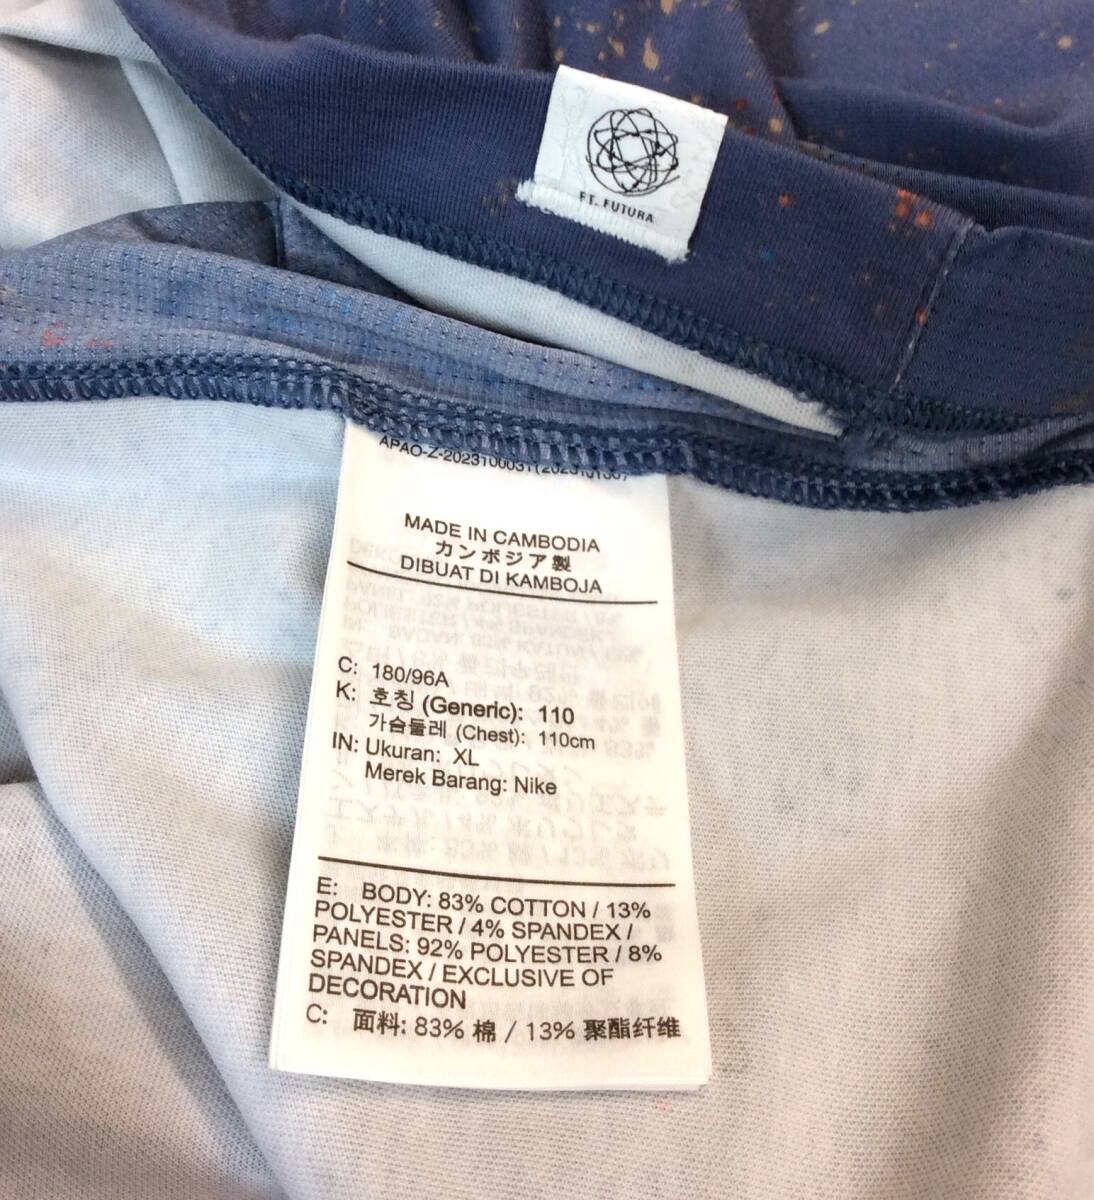 FT. FUTURA
MADE IN CAMBODIA
カンボジア製
DIBUAT DI KAMBOJA
C: 180/96A
K: 호칭 (Generic): 110
가슴둘레 (Chest): 110cm
IN: Ukuran: XL
Merek Barang: Nike
E: BODY: 83% COTTON / 13%
POLYESTER / 4% SPANDEX /
PANELS: 92% POLYESTER / 8%
SPANDEX / EXCLUSIVE OF
DECORATION
C: 面料: 83% 棉 / 13% 聚酯纤维